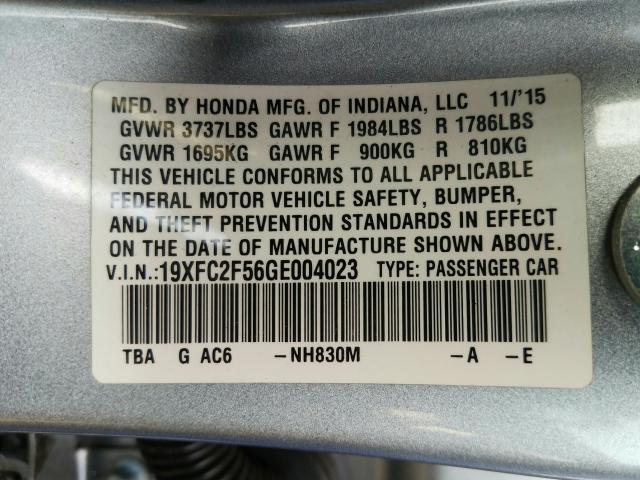 MFD. BY HONDA MFG. OF INDIANA, LLC 11/'15
GVWR 3737LBS GAWR F 1984LBS R 1786LBS
GVWR 1695KG GAWR F 900KG R 810KG
THIS VEHICLE CONFORMS TO ALL APPLICABLE
FEDERAL MOTOR VEHICLE SAFETY, BUMPER,
AND THEFT PREVENTION STANDARDS IN EFFECT
ON THE DATE OF MANUFACTURE SHOWN ABOVE.
V.I.N.:19XFC2F56GE004023 TYPE: PASSENGER CAR
TBA G AC6 -NH830M -A -E